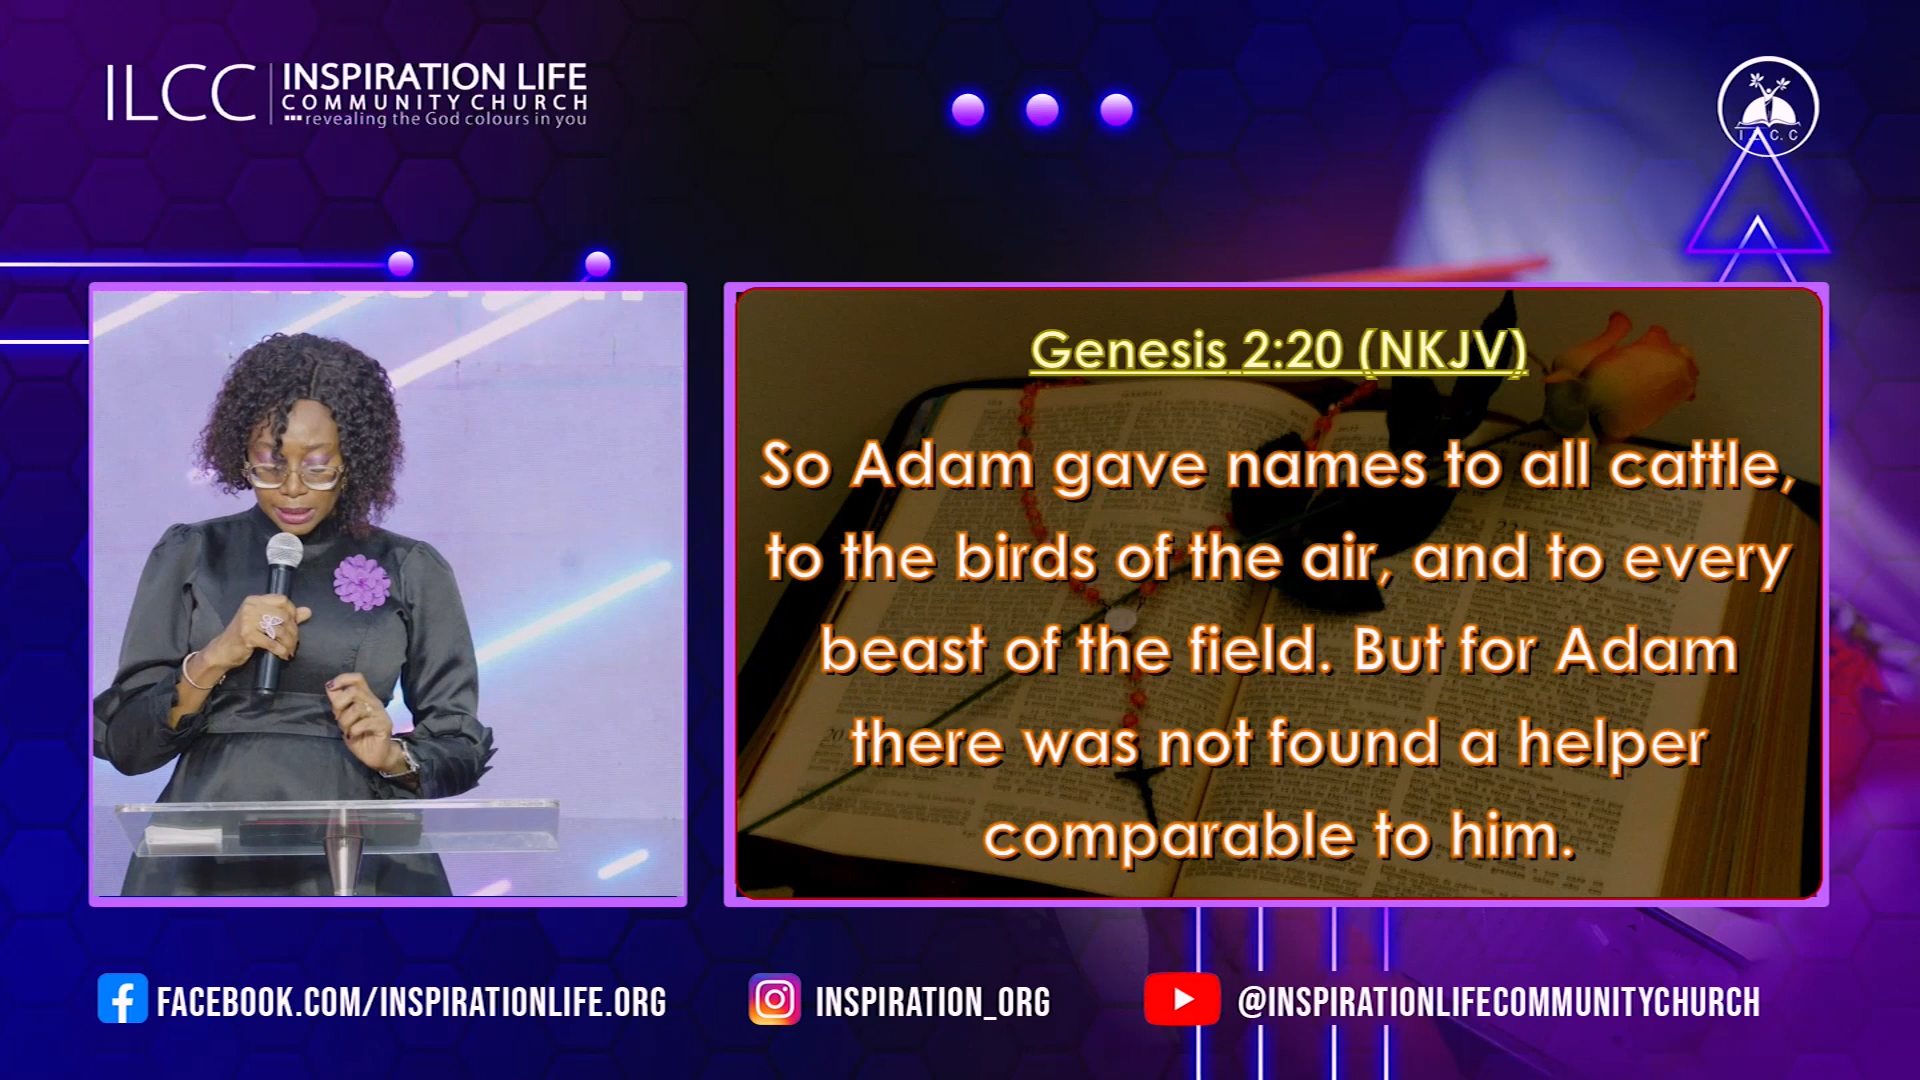 ILCC
INSPIRATION LIFE
COMMUNITY CHURCH
...revealing the God colours in you
I L C. C
Genesis 2:20 (NKJV)
So Adam gave names to all cattle,
to the birds of the air, and to every
beast of the field. But for Adam
there was not found a helper
comparable to him.
FACEBOOK.COM/INSPIRATIONLIFE.ORG
INSPIRATION_ORG
@INSPIRATIONLIFECOMMUNITYCHURCH